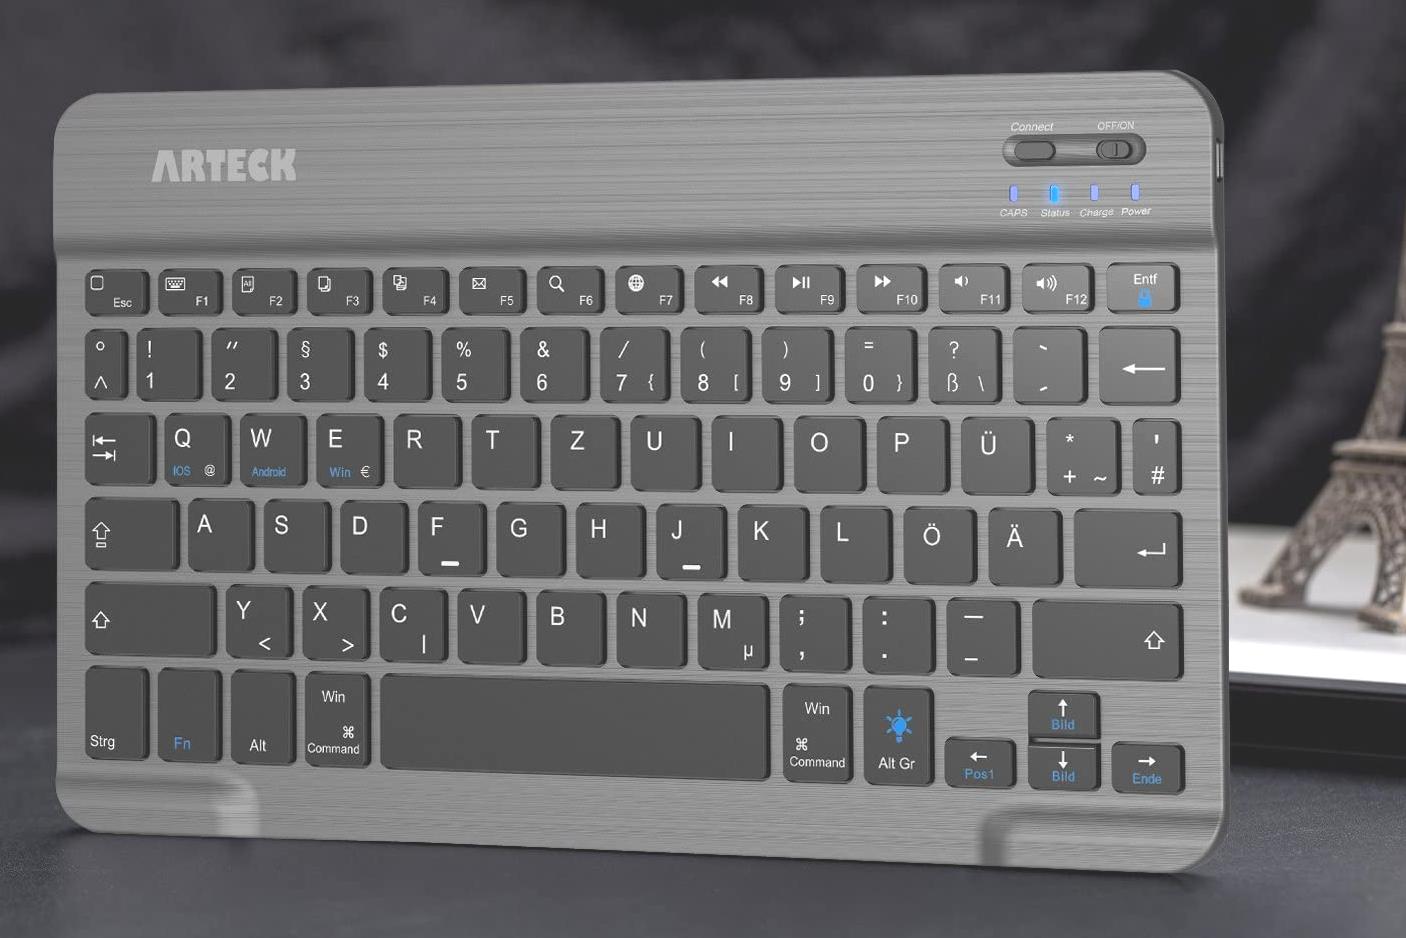 ARTECK
Connect OFF/ON
CAPS Status Charge Power
Esc F1 F2 F3 F4 F5 F6 F7 F8 F9 F10 F11 F12 Entf
All
° ! " § $ % & / ( ) = ? `
^ 1 2 3 4 5 6 7 { 8 [ 9 ] 0 } ß \ ´
Q W E R T Z U I O P Ü * '
IOS @ Android Win € + ~ #
A S D F G H J K L Ö Ä
Y X C V B N M ; : —
< > | µ , . –
Win Win
⌘ ⌘
Strg Fn Alt Command Command Alt Gr
↑
Bild
← ↓ →
Pos1 Bild Ende